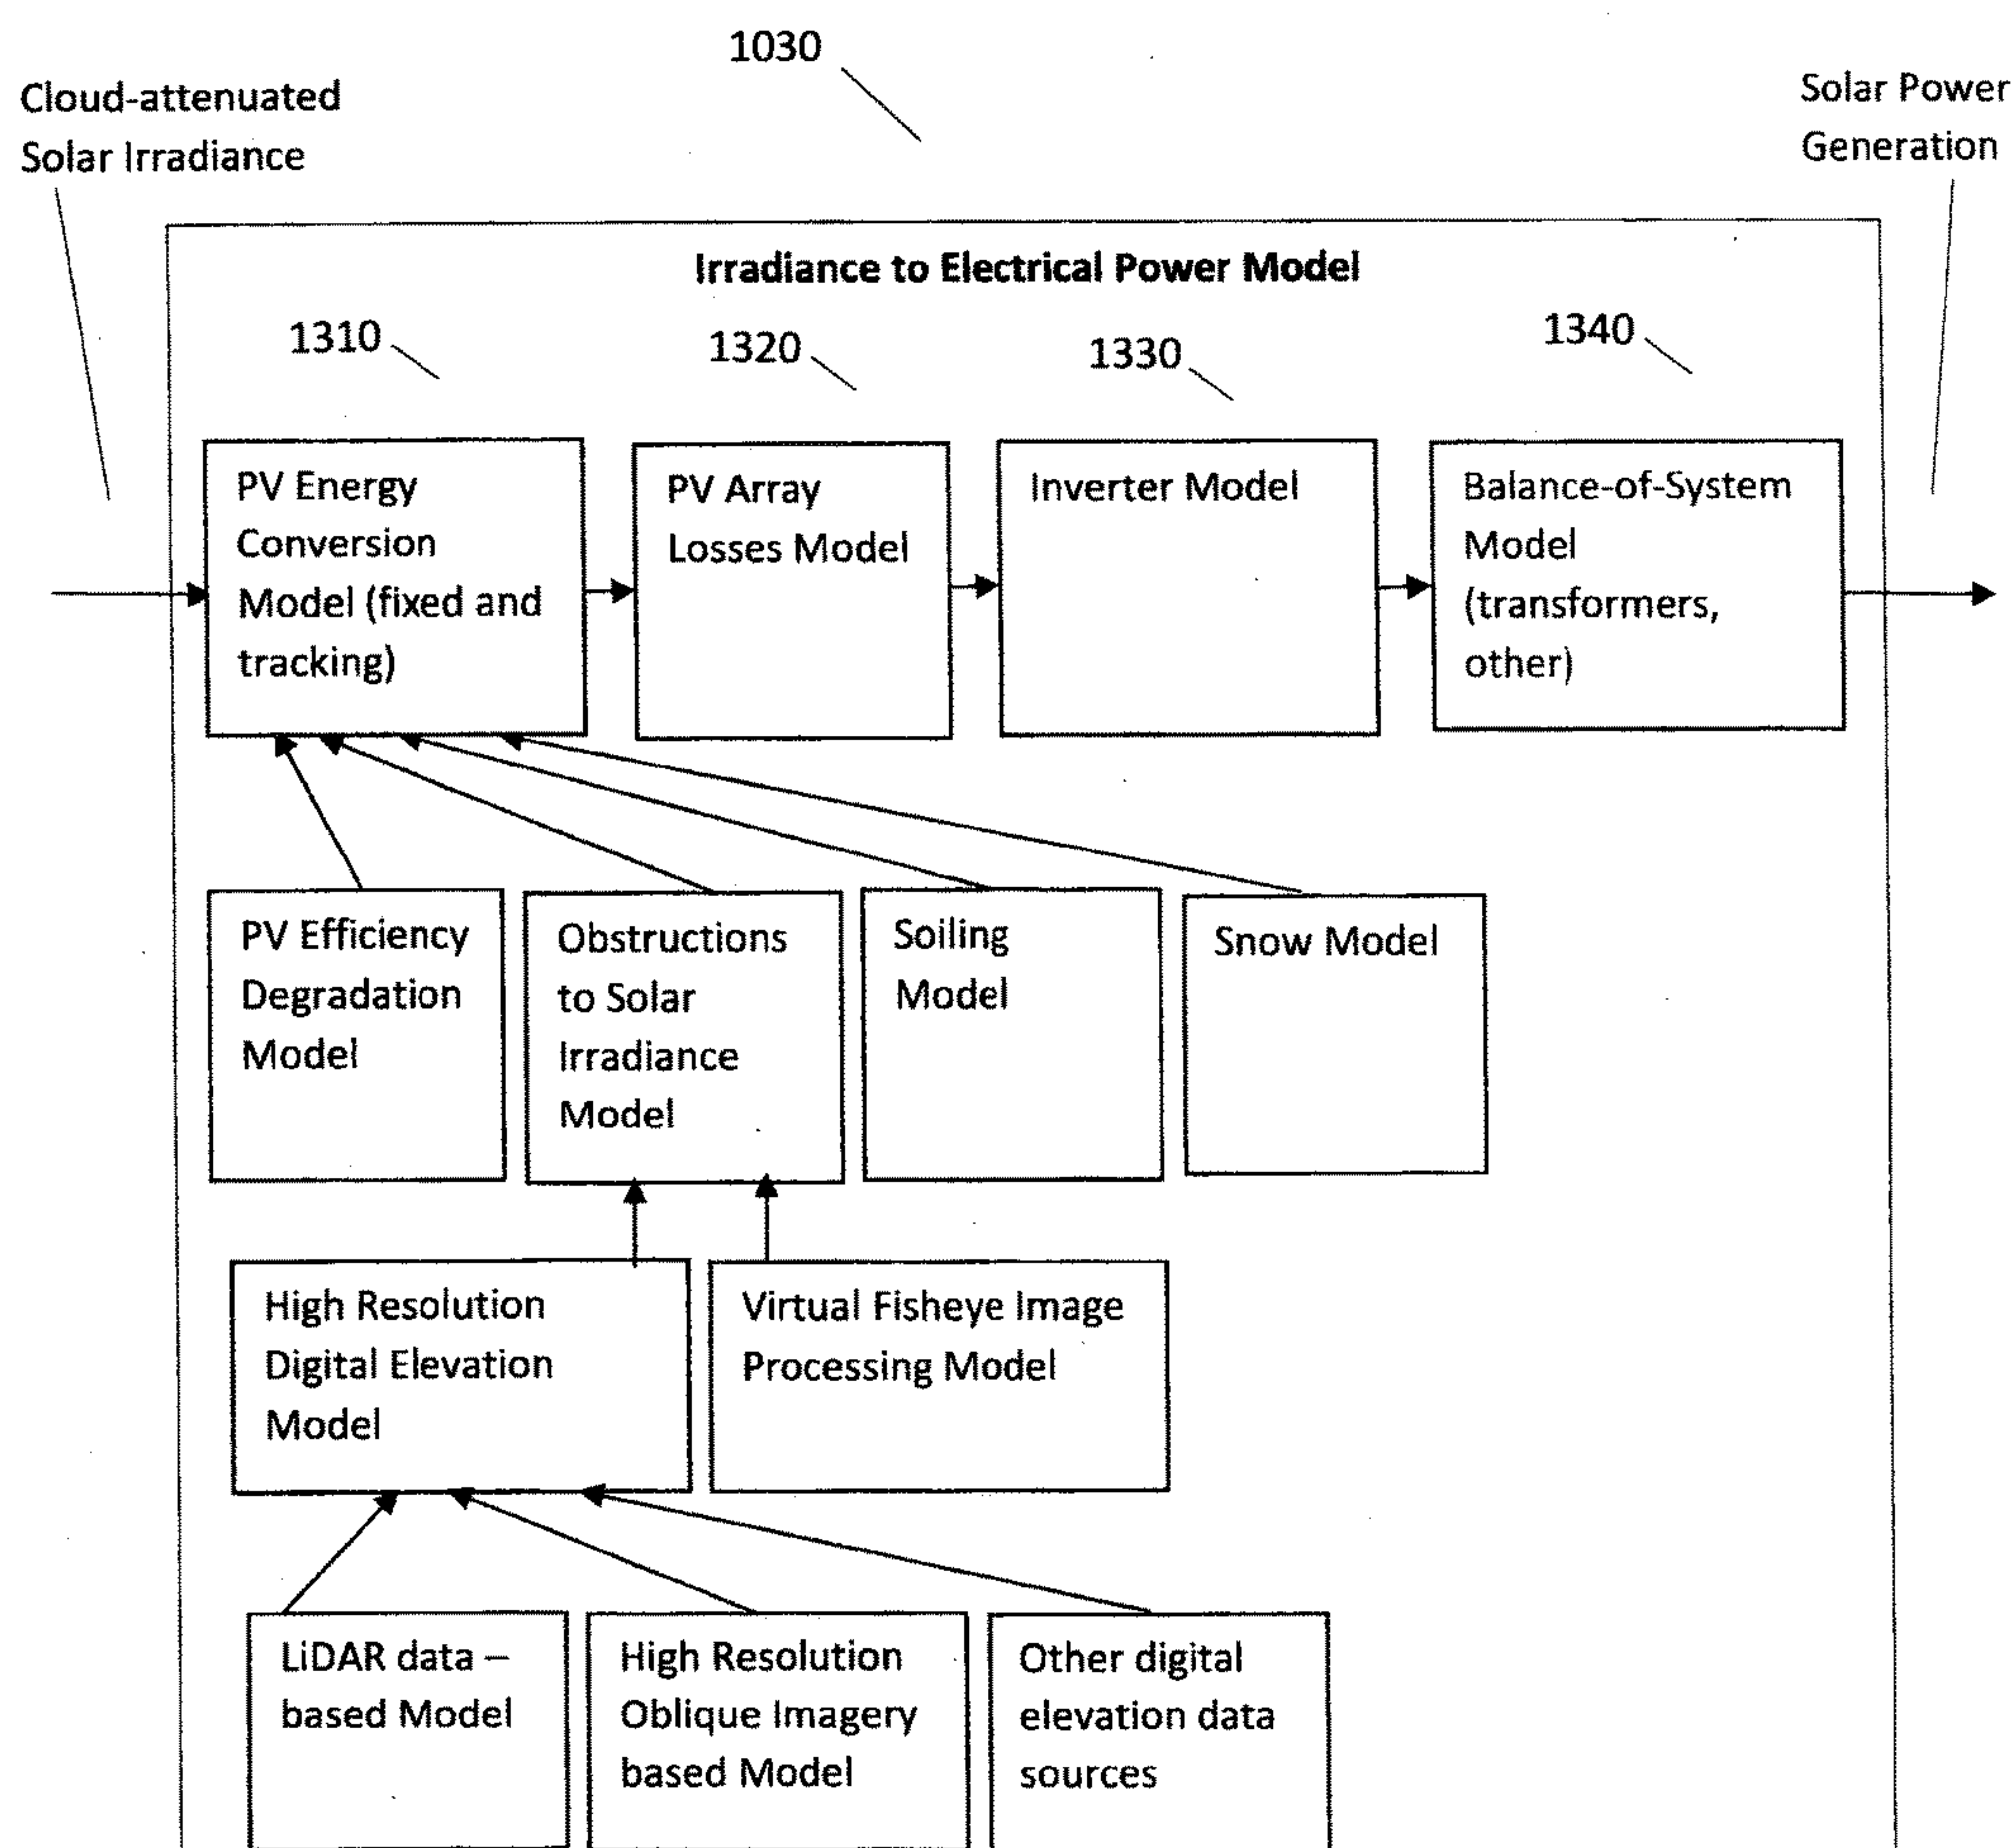 1030
Cloud-attenuated
Solar Irradiance
Solar Power
Generation
Irradiance to Electrical Power Model
1310
1320
1330
1340
PV Energy
Conversion
Model (fixed and
tracking)
PV Array
Losses Model
Inverter Model
Balance-of-System
Model
(transformers,
other)
PV Efficiency
Degradation
Model
Obstructions
to Solar
Irradiance
Model
Soiling
Model
Snow Model
High Resolution
Digital Elevation
Model
Virtual Fisheye Image
Processing Model
LiDAR data –
based Model
High Resolution
Oblique Imagery
based Model
Other digital
elevation data
sources